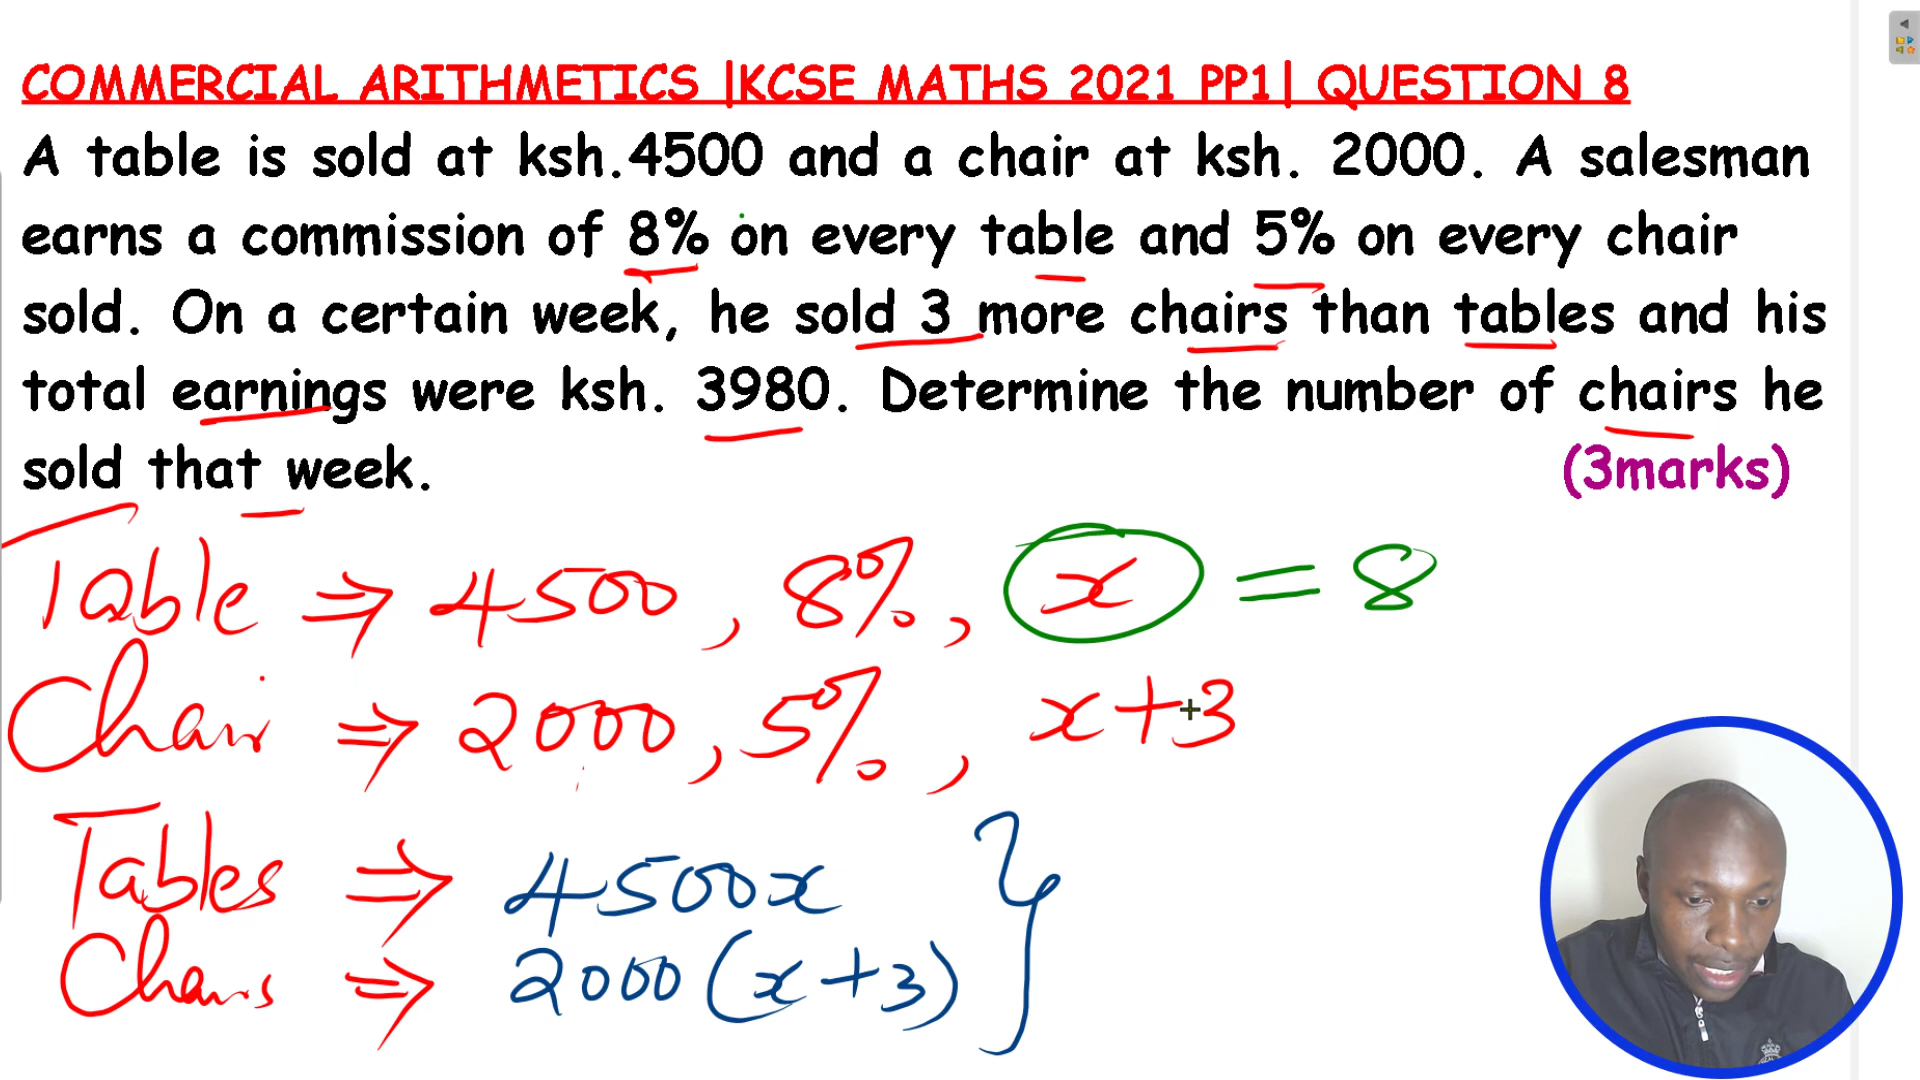 COMMERCIAL ARITHMETICS |KCSE MATHS 2021 PP1| QUESTION 8
A table is sold at ksh.4500 and a chair at ksh. 2000. A salesman
earns a commission of 8% on every table and 5% on every chair
sold. On a certain week, he sold 3 more chairs than tables and his
total earnings were ksh. 3980. Determine the number of chairs he
sold that week. (3marks)
Table ⇒ 4500, 8%, x = 8
Chair ⇒ 2000, 5%, x+3
Tables ⇒ 4500x
Chairs ⇒ 2000(x+3)